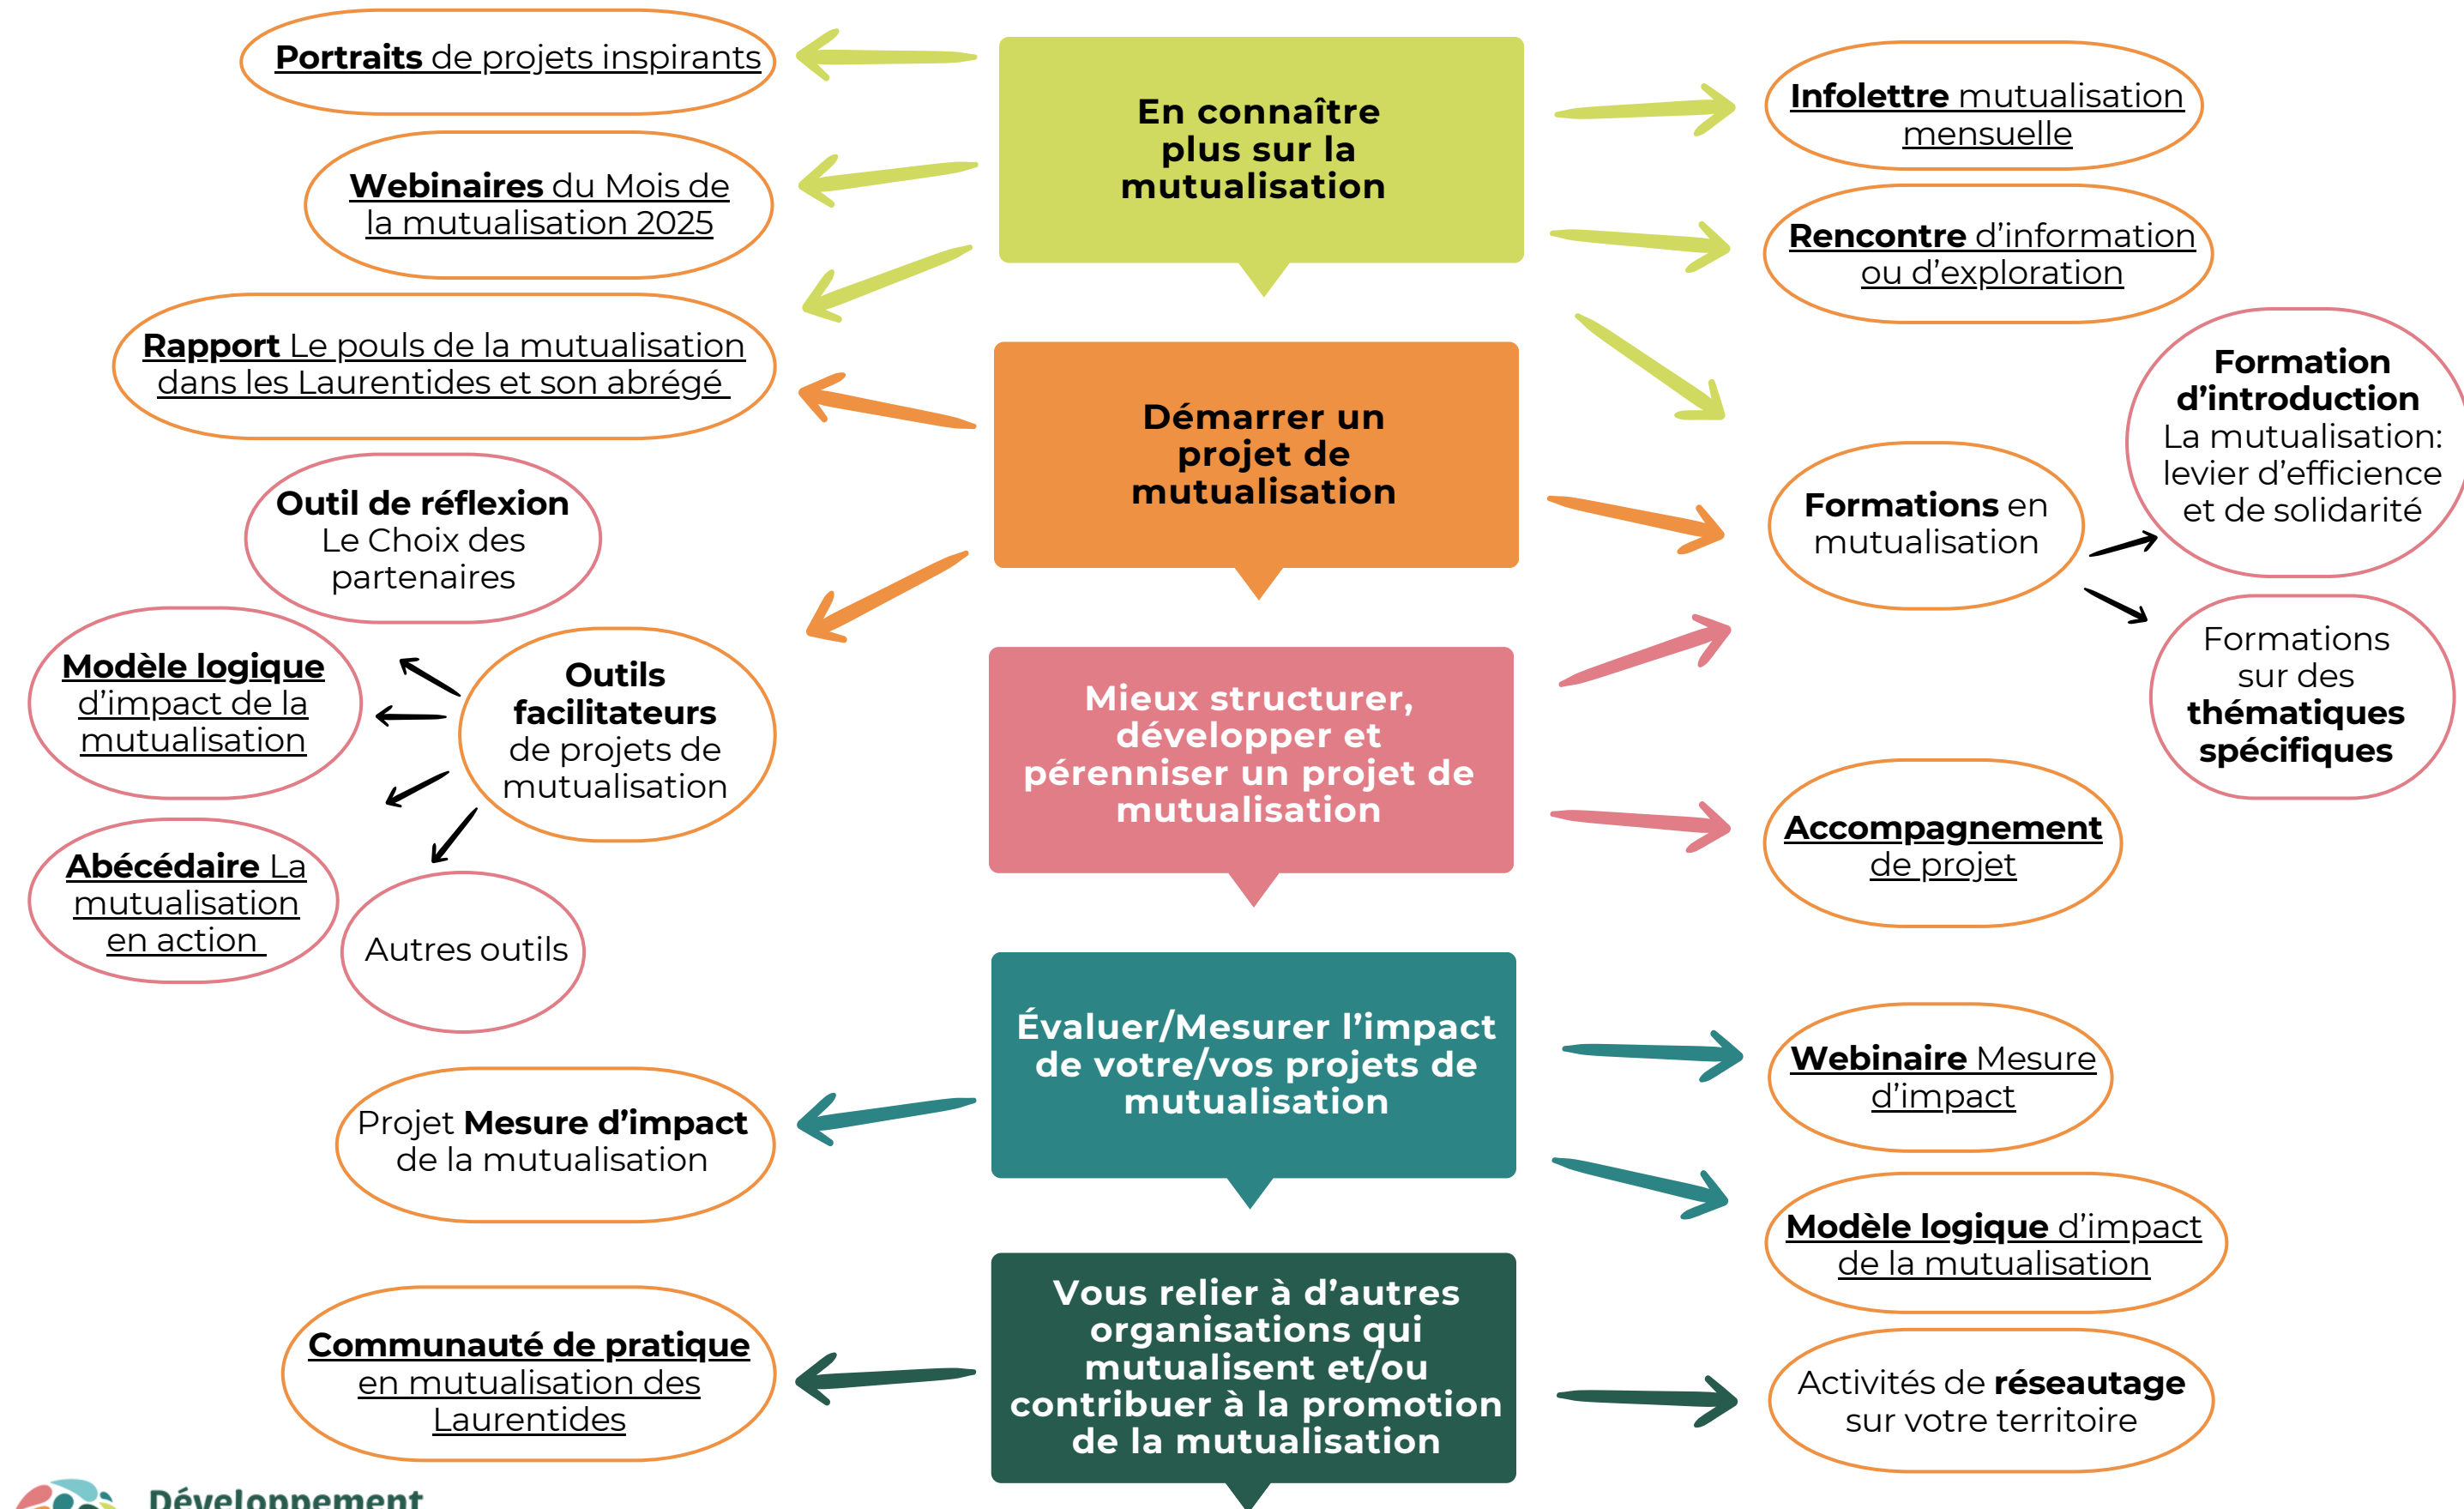 Portraits de projets inspirants
Webinaires du Mois de
la mutualisation 2025
Rapport Le pouls de la mutualisation
dans les Laurentides et son abrégé
En connaître
plus sur la
mutualisation
Infolettre mutualisation
mensuelle
Rencontre d'information
ou d'exploration
Démarrer un
projet de
mutualisation
Formations en
mutualisation
Formation
d'introduction
La mutualisation:
levier d'efficience
et de solidarité
Formations
sur des
thématiques
spécifiques
Outil de réflexion
Le Choix des
partenaires
Modèle logique
d'impact de la
mutualisation
Outils
facilitateurs
de projets de
mutualisation
Abécédaire La
mutualisation
en action
Autres outils
Mieux structurer,
développer et
pérenniser un projet de
mutualisation
Accompagnement
de projet
Évaluer/Mesurer l'impact
de votre/vos projets de
mutualisation
Projet Mesure d'impact
de la mutualisation
Webinaire Mesure
d'impact
Modèle logique d'impact
de la mutualisation
Vous relier à d'autres
organisations qui
mutualisent et/ou
contribuer à la promotion
de la mutualisation
Communauté de pratique
en mutualisation des
Laurentides
Activités de réseautage
sur votre territoire
Développement